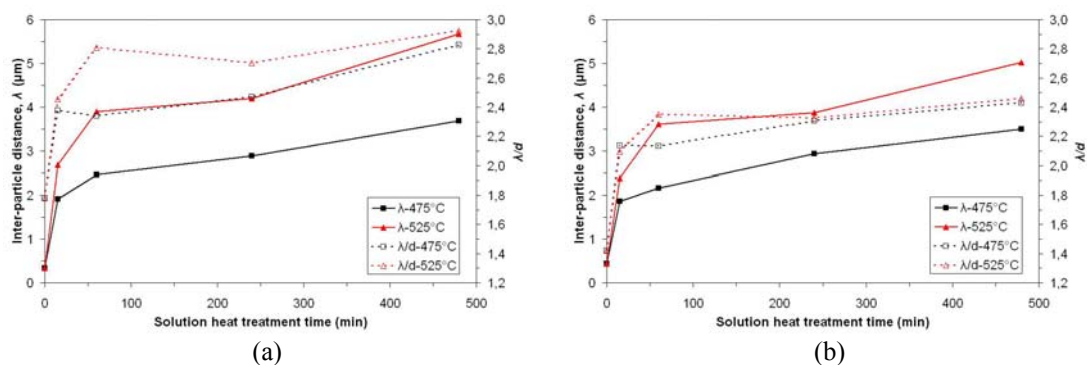 6
5
4
3
2
1
0
Inter-particle distance, λ (μm)
3,0
2,8
2,6
2,4
2,2
2,0
1,8
1,6
1,4
1,2
λ/d
λ-475°C
λ-525°C
λ/d-475°C
λ/d-525°C
0 100 200 300 400 500
Solution heat treatment time (min)
(a)
6
5
4
3
2
1
0
Inter-particle distance, λ (μm)
3,0
2,8
2,6
2,4
2,2
2,0
1,8
1,6
1,4
1,2
λ/d
λ-475°C
λ-525°C
λ/d-475°C
λ/d-525°C
0 100 200 300 400 500
Solution heat treatment time (min)
(b)